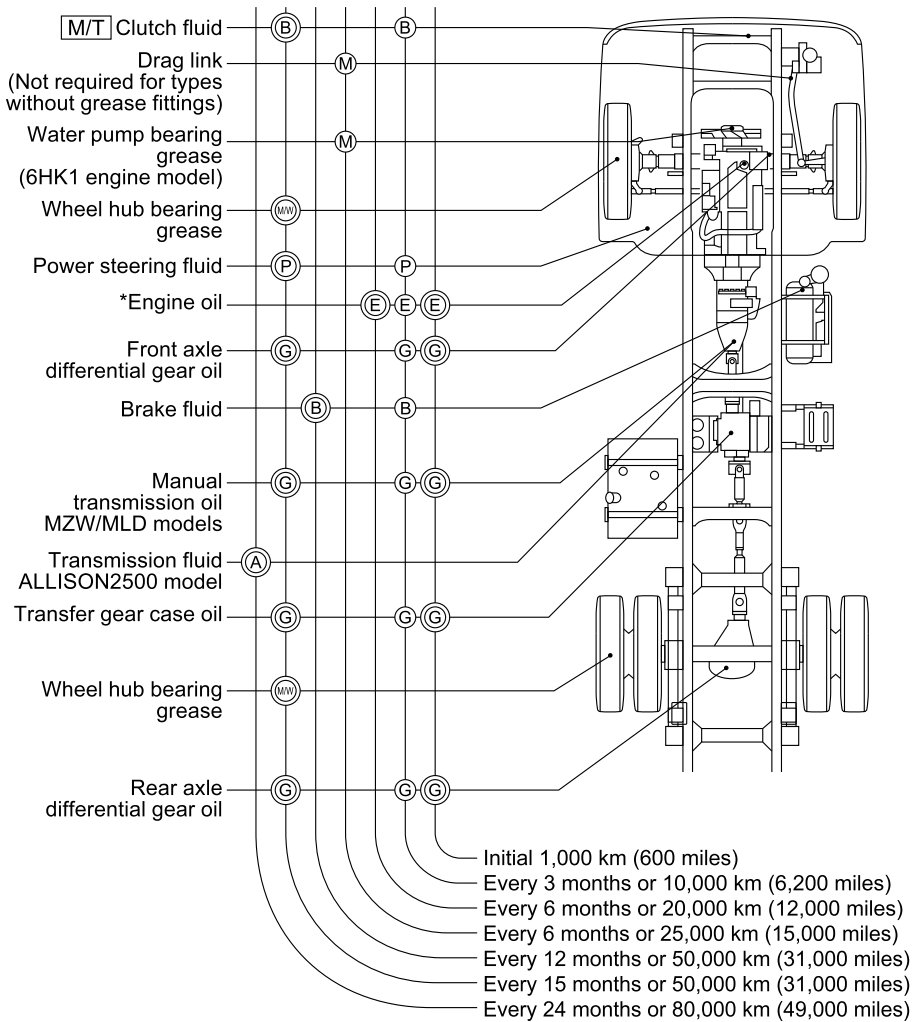 M/T Clutch fluid B B
Drag link M
(Not required for types
without grease fittings)
Water pump bearing M
grease
(6HK1 engine model)
Wheel hub bearing M/W
grease
Power steering fluid P P
*Engine oil E E E
Front axle G G G
differential gear oil
Brake fluid B B
Manual G G G
transmission oil
MZW/MLD models
Transmission fluid A
ALLISON2500 model
Transfer gear case oil G G G
Wheel hub bearing M/W
grease
Rear axle G G G
differential gear oil
Initial 1,000 km (600 miles)
Every 3 months or 10,000 km (6,200 miles)
Every 6 months or 20,000 km (12,000 miles)
Every 6 months or 25,000 km (15,000 miles)
Every 12 months or 50,000 km (31,000 miles)
Every 15 months or 50,000 km (31,000 miles)
Every 24 months or 80,000 km (49,000 miles)